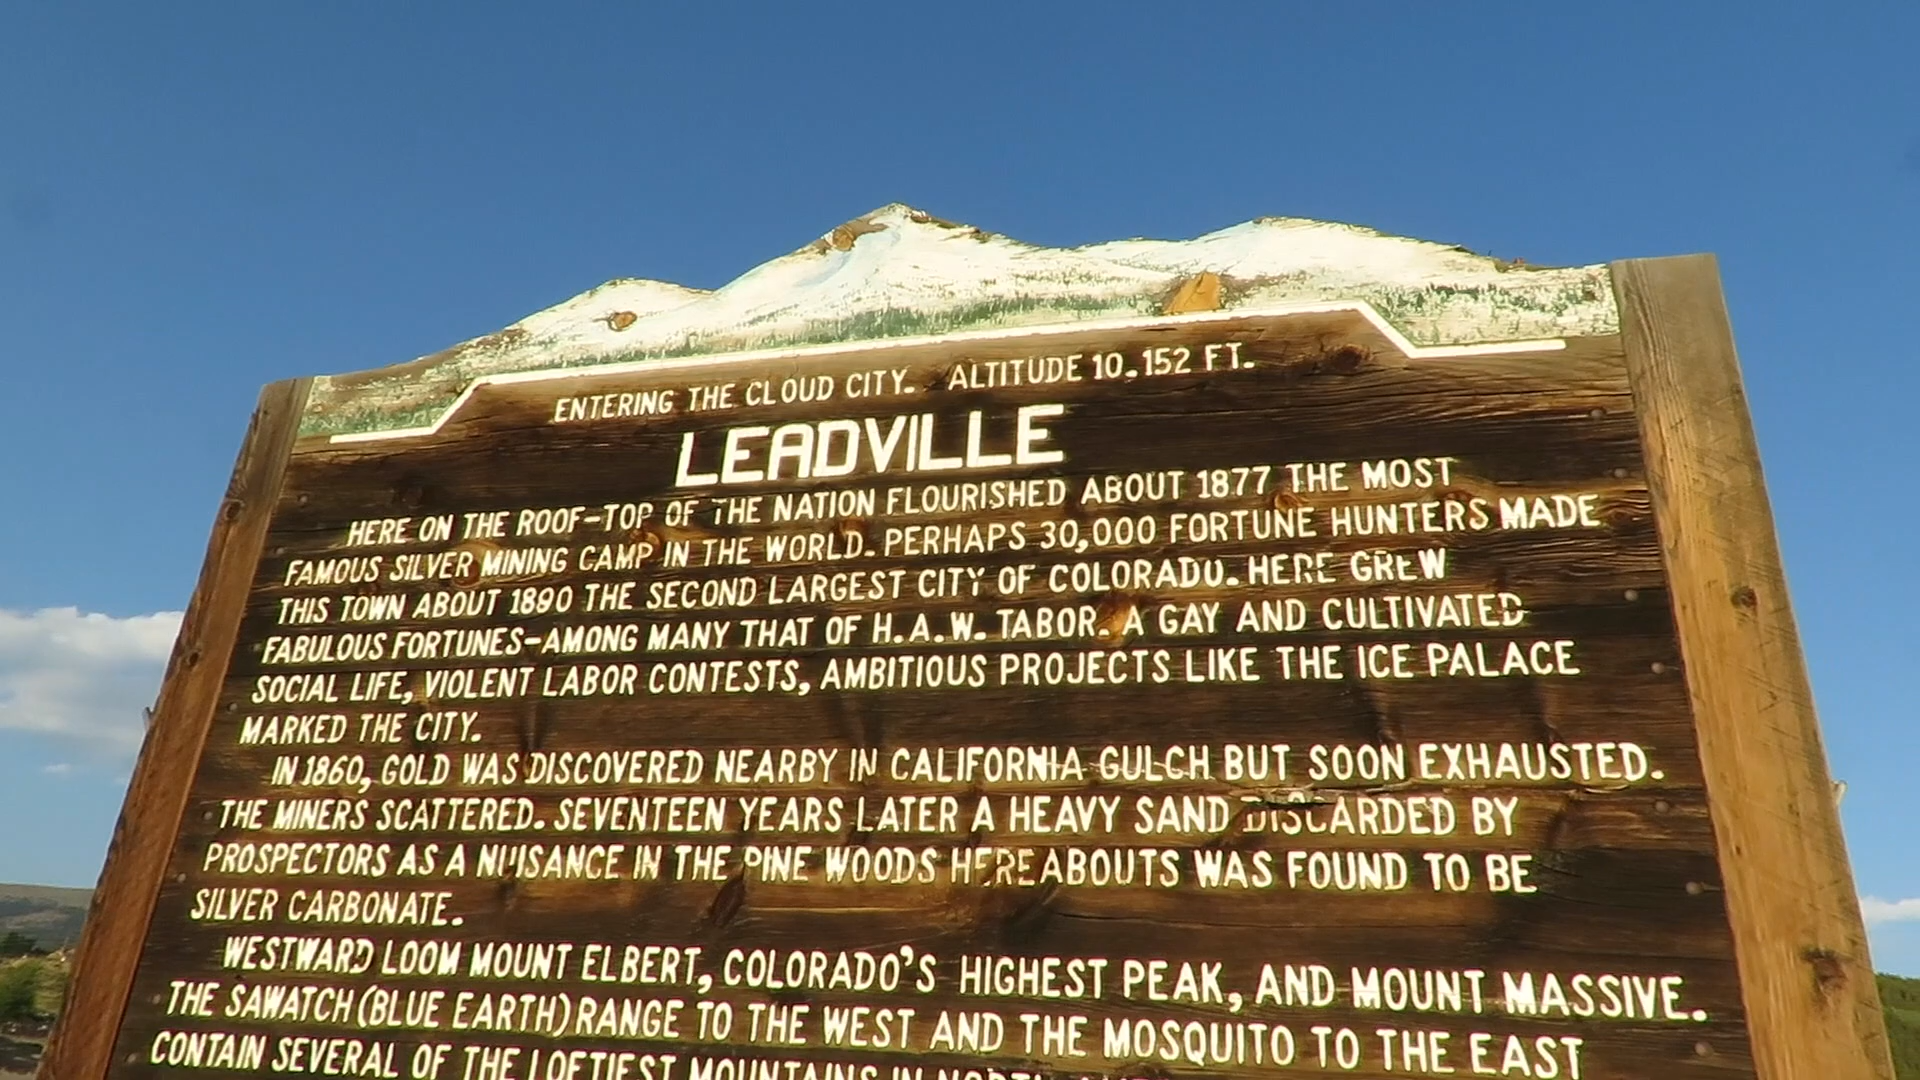 ENTERING THE CLOUD CITY. ALTITUDE 10.152 FT.
LEADVILLE
HERE ON THE ROOF-TOP OF THE NATION FLOURISHED ABOUT 1877 THE MOST
FAMOUS SILVER MINING CAMP IN THE WORLD. PERHAPS 30,000 FORTUNE HUNTERS MADE
THIS TOWN ABOUT 1890 THE SECOND LARGEST CITY OF COLORADO. HERE GREW
FABULOUS FORTUNES-AMONG MANY THAT OF H.A.W. TABOR. A GAY AND CULTIVATED
SOCIAL LIFE, VIOLENT LABOR CONTESTS, AMBITIOUS PROJECTS LIKE THE ICE PALACE
MARKED THE CITY.
IN 1860, GOLD WAS DISCOVERED NEARBY IN CALIFORNIA GULCH BUT SOON EXHAUSTED.
THE MINERS SCATTERED. SEVENTEEN YEARS LATER A HEAVY SAND DISCARDED BY
PROSPECTORS AS A NUISANCE IN THE PINE WOODS HEREABOUTS WAS FOUND TO BE
SILVER CARBONATE.
WESTWARD LOOM MOUNT ELBERT, COLORADO'S HIGHEST PEAK, AND MOUNT MASSIVE.
THE SAWATCH (BLUE EARTH) RANGE TO THE WEST AND THE MOSQUITO TO THE EAST
CONTAIN SEVERAL OF THE LOFTIEST MOUNTAINS IN NORTH